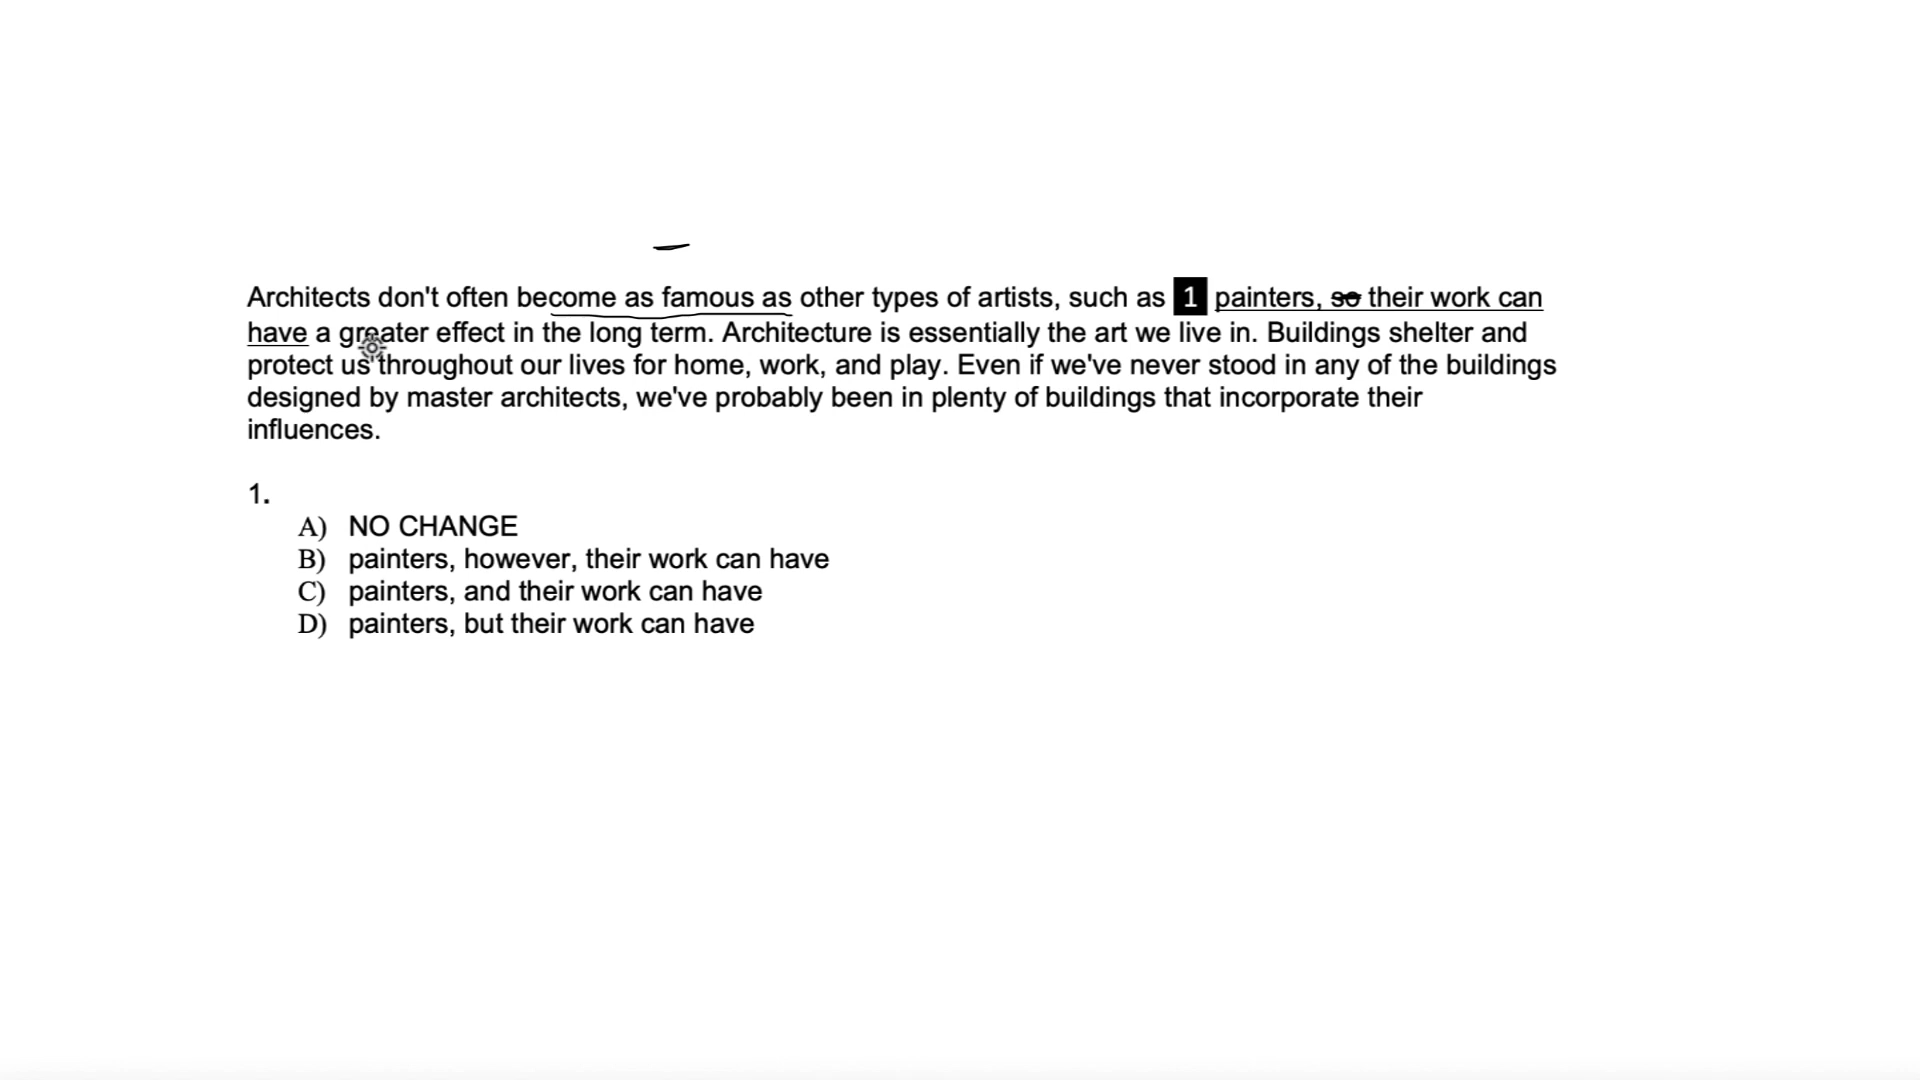 Architects don't often become as famous as other types of artists, such as 1 painters, so their work can
have a greater effect in the long term. Architecture is essentially the art we live in. Buildings shelter and
protect us throughout our lives for home, work, and play. Even if we've never stood in any of the buildings
designed by master architects, we've probably been in plenty of buildings that incorporate their
influences.
1.
A) NO CHANGE
B) painters, however, their work can have
C) painters, and their work can have
D) painters, but their work can have